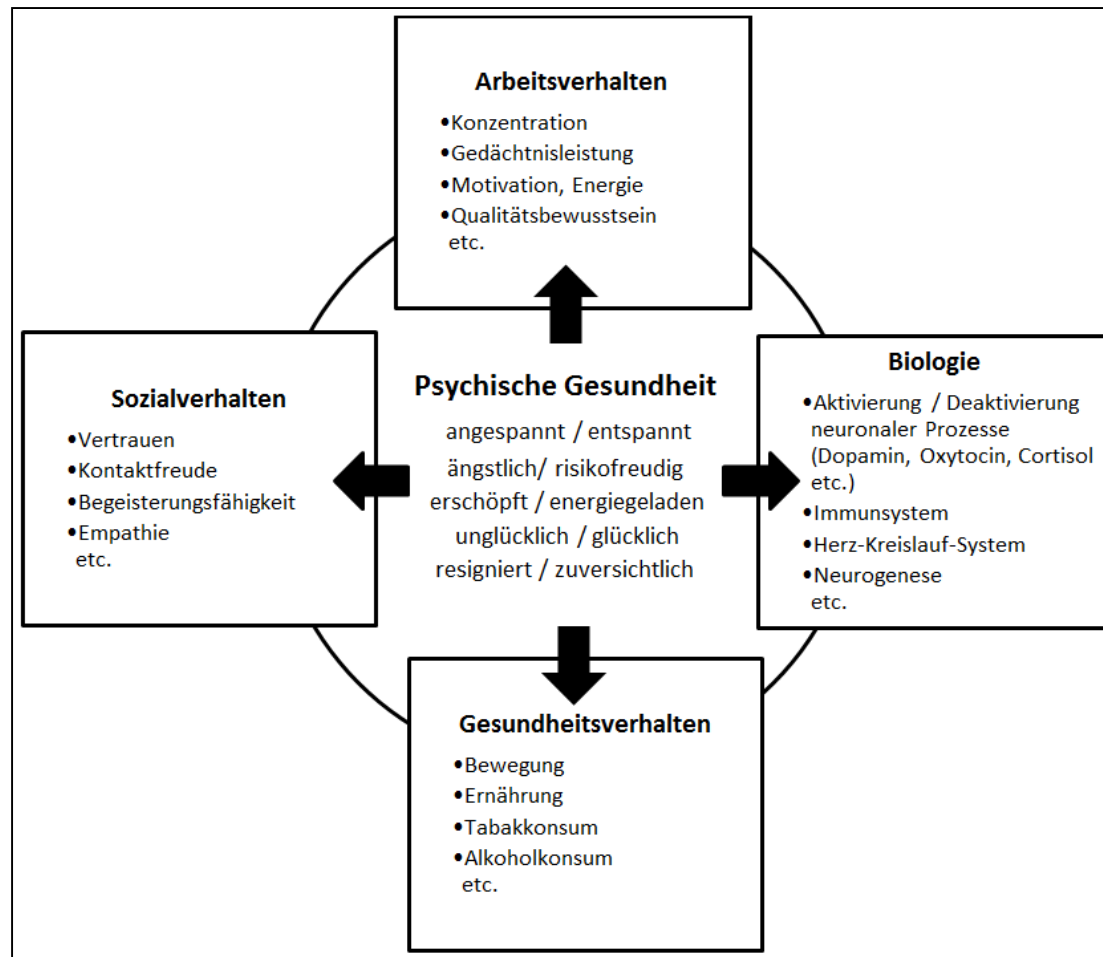 Arbeitsverhalten
•Konzentration
•Gedächtnisleistung
•Motivation, Energie
•Qualitätsbewusstsein
etc.
Sozialverhalten
•Vertrauen
•Kontaktfreude
•Begeisterungsfähigkeit
•Empathie
etc.
Psychische Gesundheit
angespannt / entspannt
ängstlich/ risikofreudig
erschöpft / energiegeladen
unglücklich / glücklich
resigniert / zuversichtlich
Biologie
•Aktivierung / Deaktivierung
neuronaler Prozesse
(Dopamin, Oxytocin, Cortisol
etc.)
•Immunsystem
•Herz-Kreislauf-System
•Neurogenese
etc.
Gesundheitsverhalten
•Bewegung
•Ernährung
•Tabakkonsum
•Alkoholkonsum
etc.